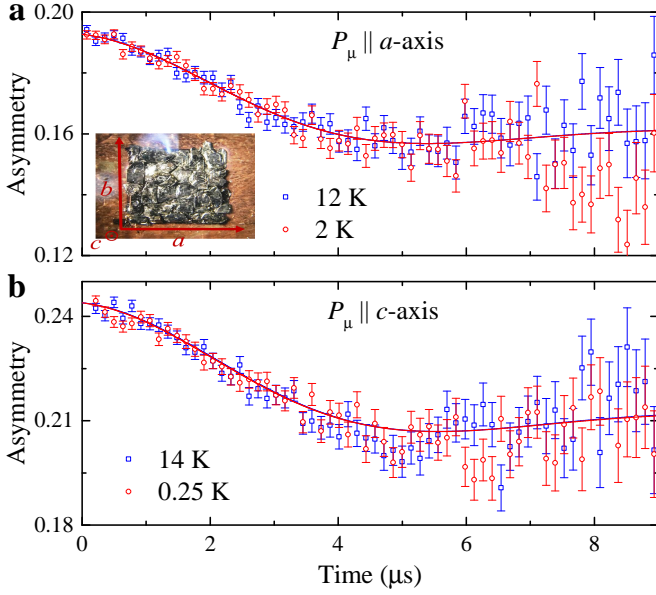 a
P_μ || a-axis
0.20
0.16
0.12
Asymmetry
b
c
a
12 K
2 K
b
P_μ || c-axis
0.24
0.21
0.18
Asymmetry
14 K
0.25 K
0 2 4 6 8
Time (μs)